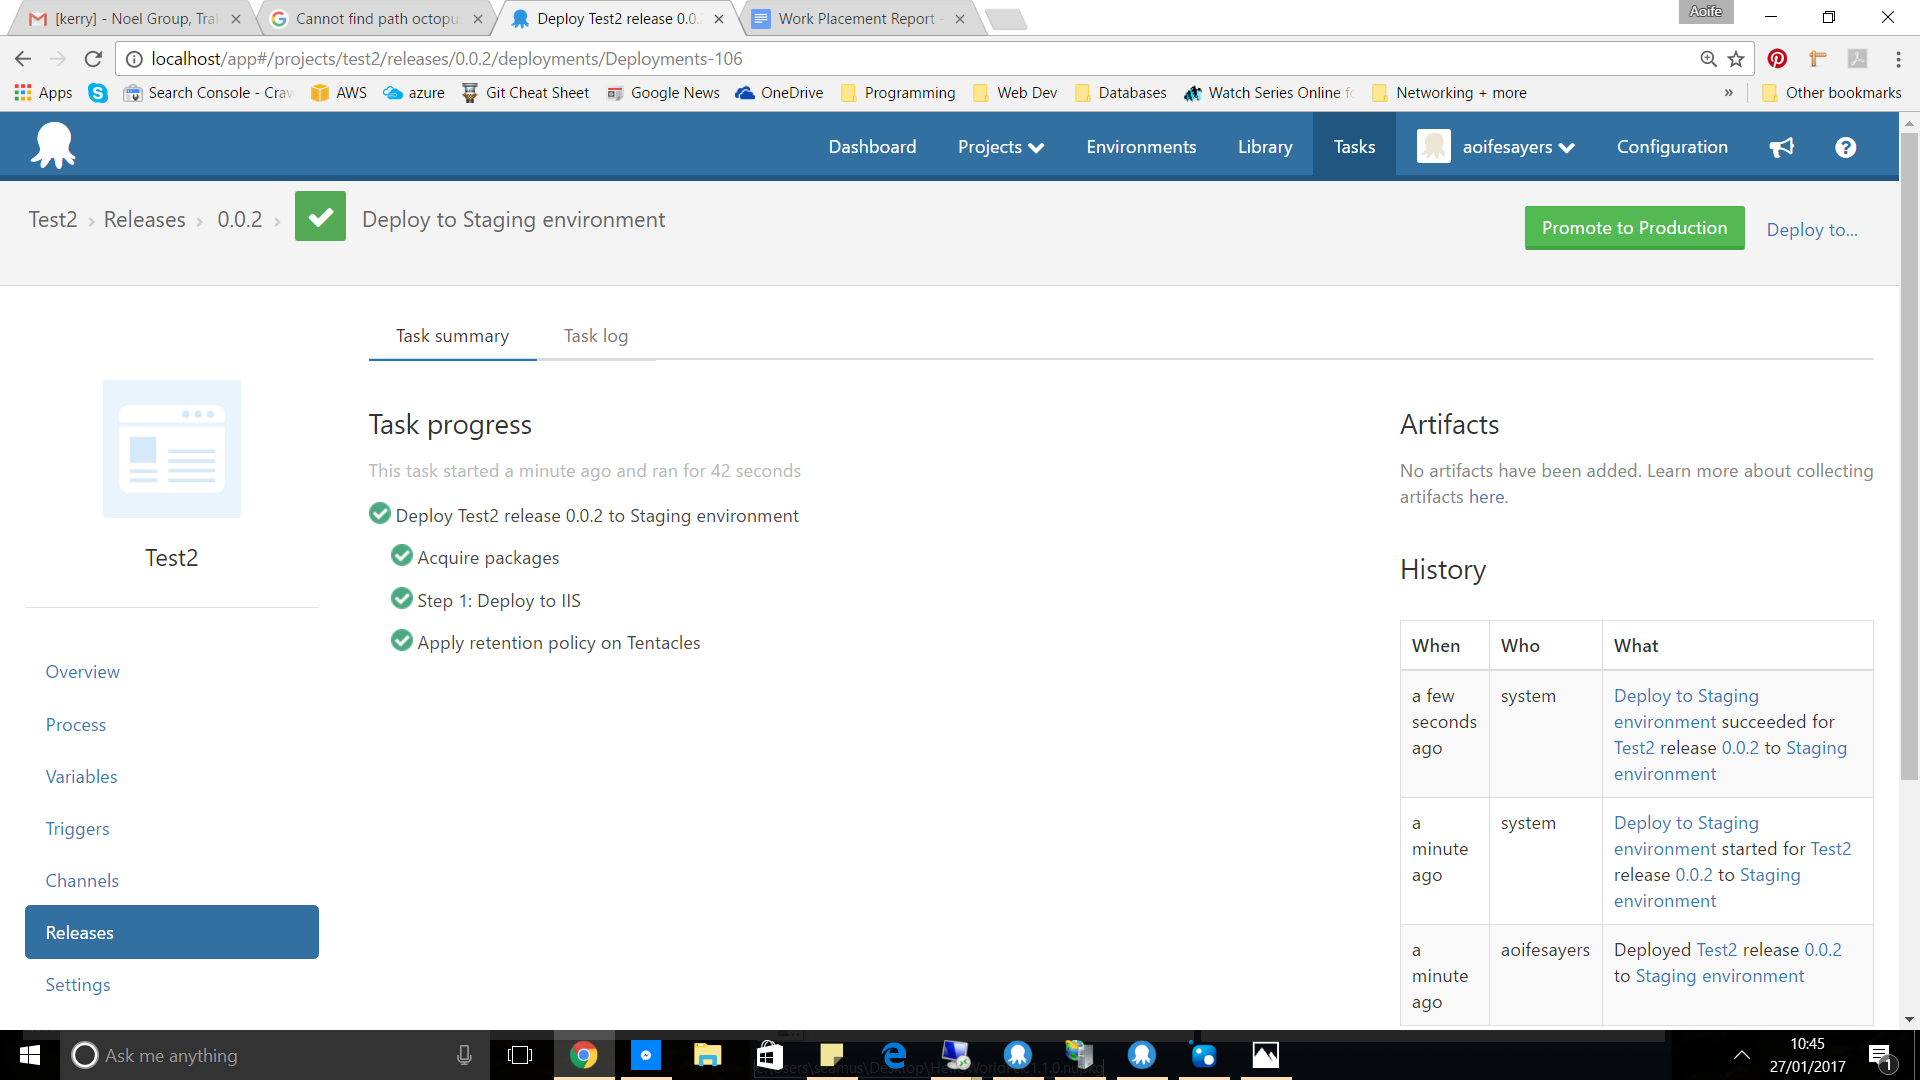 [kerry] - Noel Group, Tral
Cannot find path octopu
Deploy Test2 release 0.0.2
Work Placement Report -
Aoife
localhost/app#/projects/test2/releases/0.0.2/deployments/Deployments-106
Apps
Search Console - Craw
AWS
azure
Git Cheat Sheet
Google News
OneDrive
Programming
Web Dev
Databases
Watch Series Online f
Networking + more
»
Other bookmarks
Dashboard
Projects
Environments
Library
Tasks
aoifesayers
Configuration
Test2 › Releases › 0.0.2 › Deploy to Staging environment
Promote to Production
Deploy to...
Task summary
Task log
Test2
Overview
Process
Variables
Triggers
Channels
Releases
Settings
Task progress
This task started a minute ago and ran for 42 seconds
Deploy Test2 release 0.0.2 to Staging environment
Acquire packages
Step 1: Deploy to IIS
Apply retention policy on Tentacles
Artifacts
No artifacts have been added. Learn more about collecting
artifacts here.
History
When Who What
a few
seconds
ago
system
Deploy to Staging
environment succeeded for
Test2 release 0.0.2 to Staging
environment
a
minute
ago
system
Deploy to Staging
environment started for Test2
release 0.0.2 to Staging
environment
a
minute
ago
aoifesayers
Deployed Test2 release 0.0.2
to Staging environment
Ask me anything
10:45
27/01/2017
1